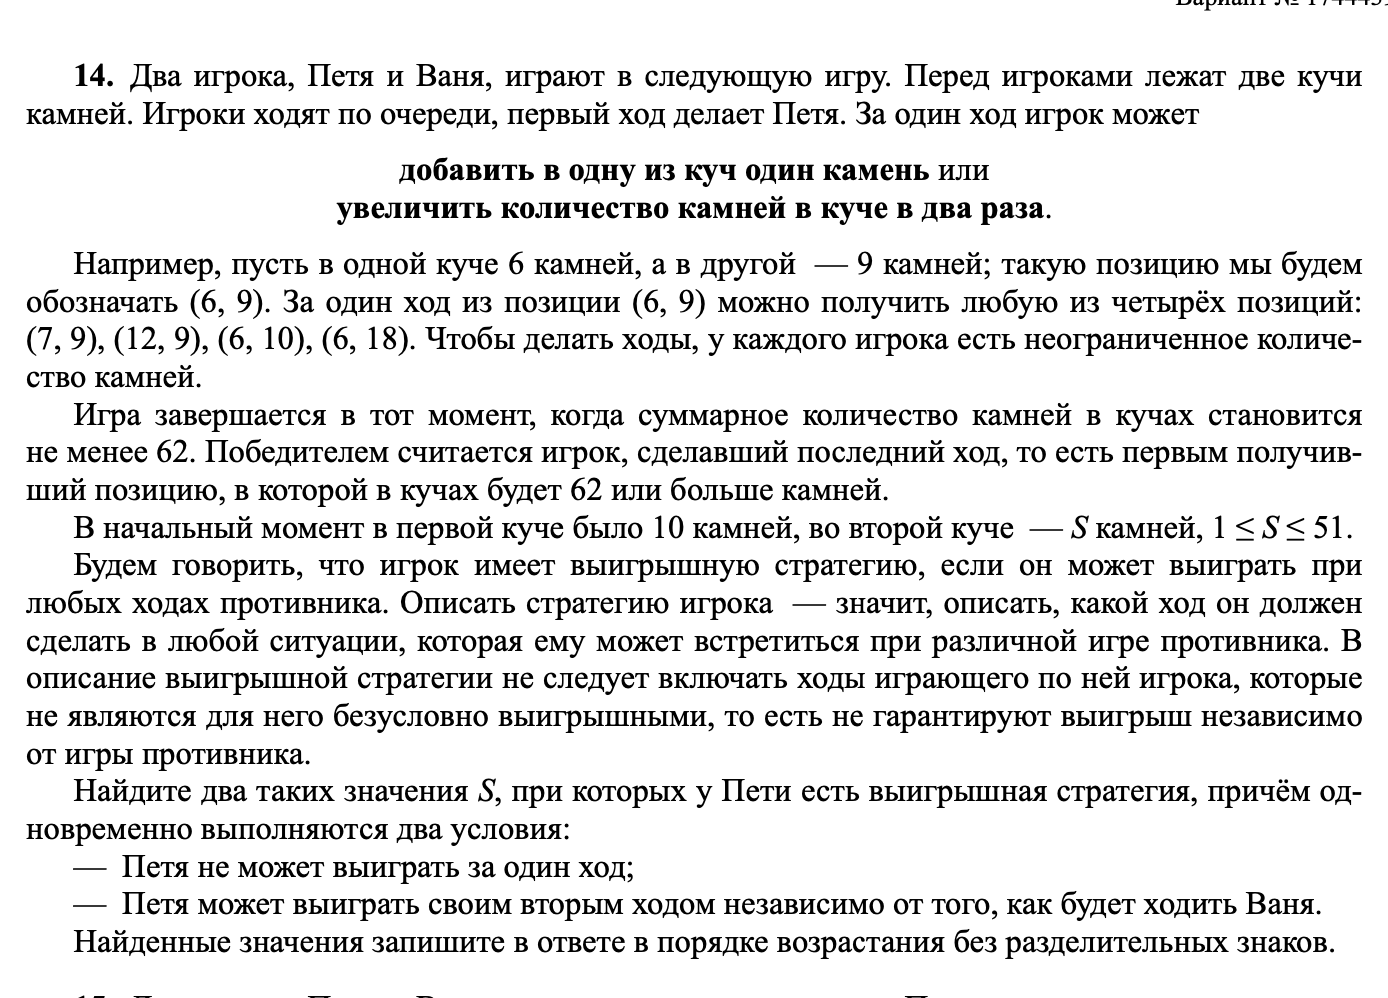 14. Два игрока, Петя и Ваня, играют в следующую игру. Перед игроками лежат две кучи
камней. Игроки ходят по очереди, первый ход делает Петя. За один ход игрок может
добавить в одну из куч один камень или
увеличить количество камней в куче в два раза.
Например, пусть в одной куче 6 камней, а в другой — 9 камней; такую позицию мы будем
обозначать (6, 9). За один ход из позиции (6, 9) можно получить любую из четырёх позиций:
(7, 9), (12, 9), (6, 10), (6, 18). Чтобы делать ходы, у каждого игрока есть неограниченное количе-
ство камней.
Игра завершается в тот момент, когда суммарное количество камней в кучах становится
не менее 62. Победителем считается игрок, сделавший последний ход, то есть первым получив-
ший позицию, в которой в кучах будет 62 или больше камней.
В начальный момент в первой куче было 10 камней, во второй куче — S камней, 1 ≤ S ≤ 51.
Будем говорить, что игрок имеет выигрышную стратегию, если он может выиграть при
любых ходах противника. Описать стратегию игрока — значит, описать, какой ход он должен
сделать в любой ситуации, которая ему может встретиться при различной игре противника. В
описание выигрышной стратегии не следует включать ходы играющего по ней игрока, которые
не являются для него безусловно выигрышными, то есть не гарантируют выигрыш независимо
от игры противника.
Найдите два таких значения S, при которых у Пети есть выигрышная стратегия, причём од-
новременно выполняются два условия:
— Петя не может выиграть за один ход;
— Петя может выиграть своим вторым ходом независимо от того, как будет ходить Ваня.
Найденные значения запишите в ответе в порядке возрастания без разделительных знаков.